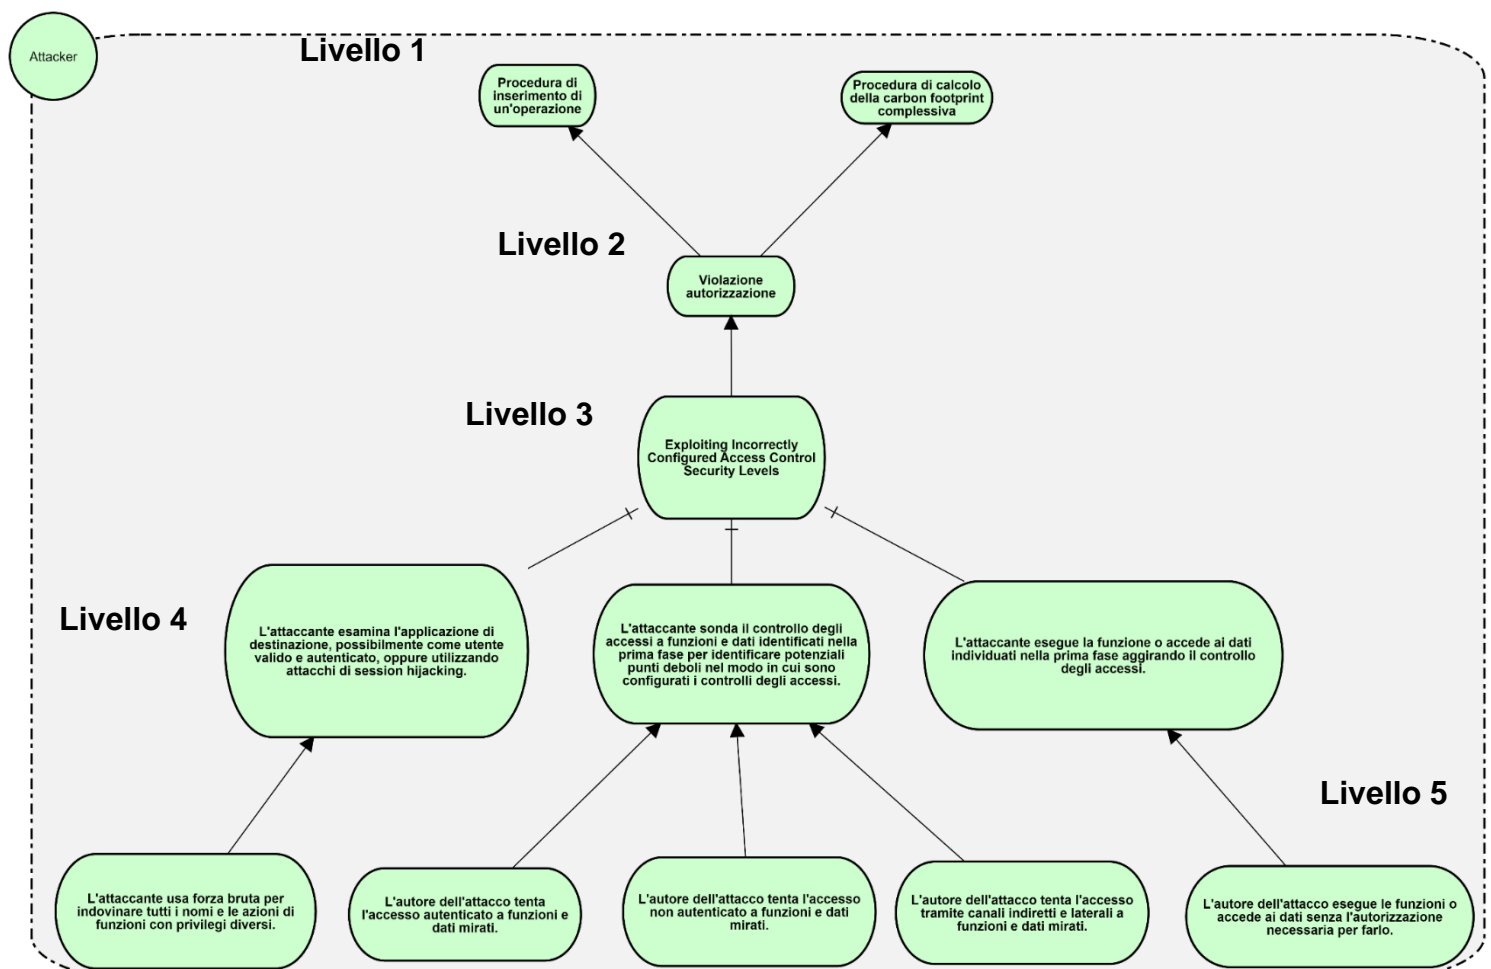 Attacker
Livello 1
Procedura di
inserimento di
un'operazione
Procedura di calcolo
della carbon footprint
complessiva
Livello 2
Violazione
autorizzazione
Livello 3
Exploiting Incorrectly
Configured Access Control
Security Levels
Livello 4
L'attaccante esamina l'applicazione di
destinazione, possibilmente come utente
valido e autenticato, oppure utilizzando
attacchi di session hijacking.
L'attaccante sonda il controllo degli
accessi a funzioni e dati identificati nella
prima fase per identificare potenziali
punti deboli nel modo in cui sono
configurati i controlli degli accessi.
L'attaccante esegue la funzione o accede ai dati
individuati nella prima fase aggirando il controllo
degli accessi.
Livello 5
L'attaccante usa forza bruta per
indovinare tutti i nomi e le azioni di
funzioni con privilegi diversi.
L'autore dell'attacco tenta
l'accesso autenticato a funzioni e
dati mirati.
L'autore dell'attacco tenta l'accesso
non autenticato a funzioni e dati
mirati.
L'autore dell'attacco tenta l'accesso
tramite canali indiretti e laterali a
funzioni e dati mirati.
L'autore dell'attacco esegue le funzioni o
accede ai dati senza l'autorizzazione
necessaria per farlo.